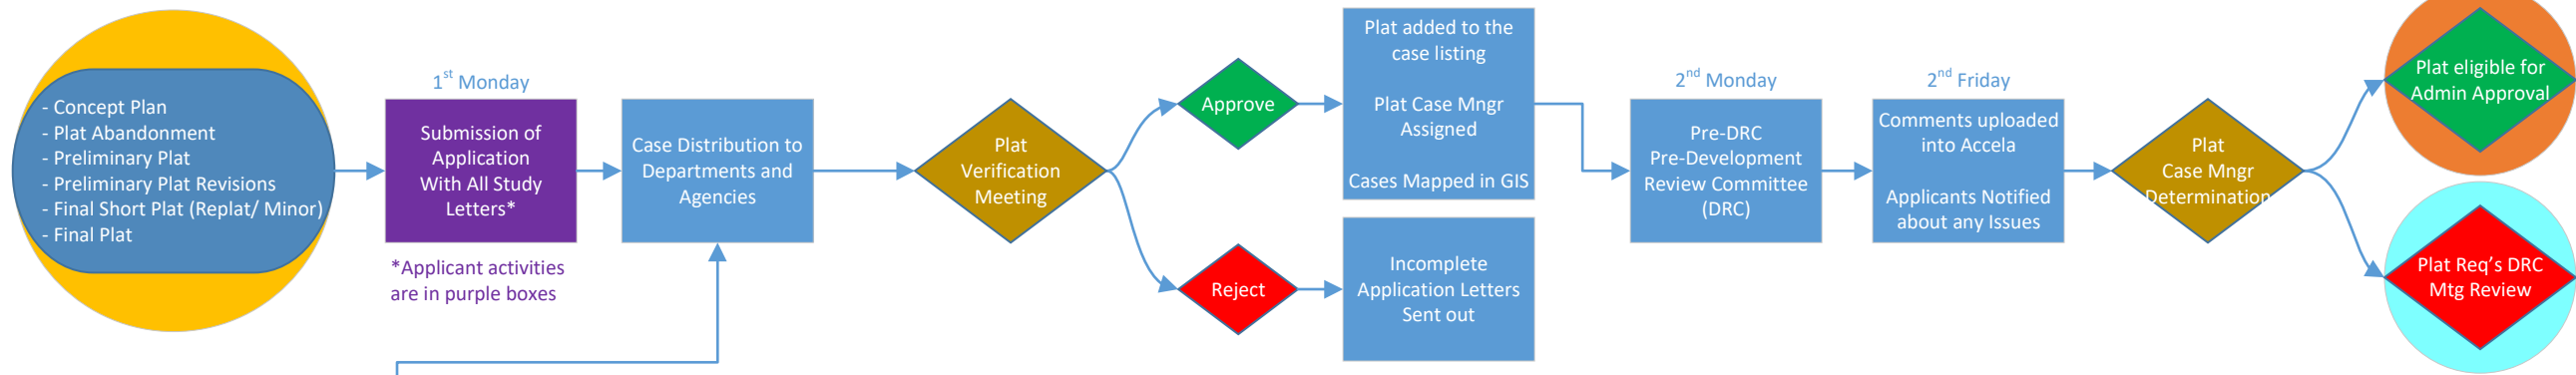 - Concept Plan
- Plat Abandonment
- Preliminary Plat
- Preliminary Plat Revisions
- Final Short Plat (Replat/ Minor)
- Final Plat
1st Monday
Submission of
Application
With All Study
Letters*
*Applicant activities
are in purple boxes
Case Distribution to
Departments and
Agencies
Plat
Verification
Meeting
Approve
Reject
Plat added to the
case listing
Plat Case Mngr
Assigned
Cases Mapped in GIS
Incomplete
Application Letters
Sent out
2nd Monday
Pre-DRC
Pre-Development
Review Committee
(DRC)
2nd Friday
Comments uploaded
into Accela
Applicants Notified
about any Issues
Plat
Case Mngr
Determination
Plat eligible for
Admin Approval
Plat Req's DRC
Mtg Review